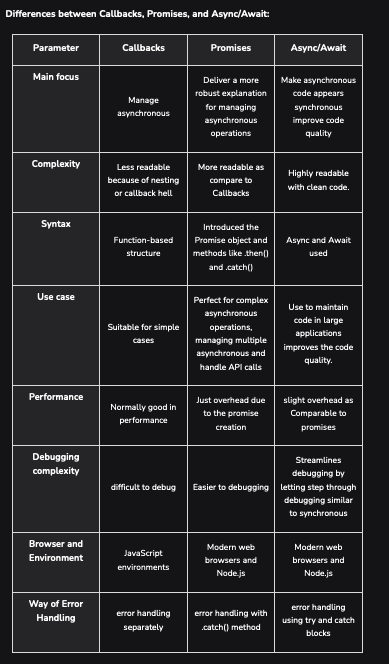 Differences between Callbacks, Promises, and Async/Await:
Parameter
Callbacks
Promises
Async/Await
Main focus
Manage
asynchronous
Deliver a more
robust explanation
for managing
asynchronous
operations
Make asynchronous
code appears
synchronous
improve code
quality
Complexity
Less readable
because of nesting
or callback hell
More readable as
compare to
Callbacks
Highly readable
with clean code.
Syntax
Function-based
structure
Introduced the
Promise object and
methods like .then()
and .catch()
Async and Await
used
Use case
Suitable for simple
cases
Perfect for complex
asynchronous
operations,
managing multiple
asynchronous and
handle API calls
Use to maintain
code in large
applications
improves the code
quality.
Performance
Normally good in
performance
Just overhead due
to the promise
creation
slight overhead as
Comparable to
promises
Debugging
complexity
difficult to debug
Easier to debugging
Streamlines
debugging by
letting step through
debugging similar
to synchronous
Browser and
Environment
JavaScript
environments
Modern web
browsers and
Node.js
Modern web
browsers and
Node.js
Way of Error
Handling
error handling
separately
error handling with
.catch() method
error handling
using try and catch
blocks